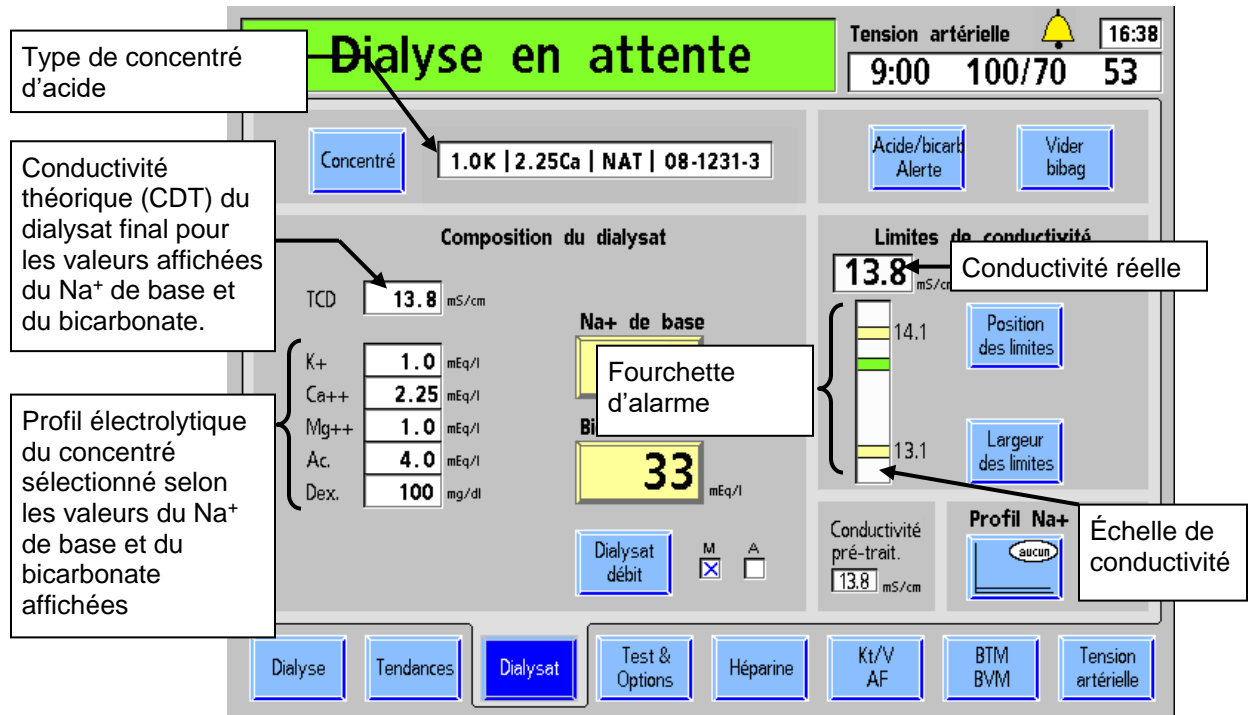 Dialyse en attente
Tension artérielle
16:38
9:00 100/70 53
Type de concentré
d'acide
Concentré
1.0K | 2.25Ca | NAT | 08-1231-3
Acide/bicarb
Alerte
Vider
bibag
Conductivité
théorique (CDT) du
dialysat final pour
les valeurs affichées
du Na⁺ de base et
du bicarbonate.
Composition du dialysat
TCD 13.8 mS/cm
K+ 1.0 mEq/l
Ca++ 2.25 mEq/l
Mg++ 1.0 mEq/l
Ac. 4.0 mEq/l
Dex. 100 mg/dl
Na+ de base
Bi
33 mEq/l
Dialysat
débit
M A
Fourchette
d'alarme
Limites de conductivité
13.8 mS/c
Conductivité réelle
14.1
13.1
Position
des limites
Largeur
des limites
Profil électrolytique
du concentré
sélectionné selon
les valeurs du Na⁺
de base et du
bicarbonate
affichées
Conductivité
pré-trait.
13.8 mS/cm
Profil Na+
aucun
Échelle de
conductivité
Dialyse
Tendances
Dialysat
Test &
Options
Héparine
Kt/V
AF
BTM
BVM
Tension
artérielle